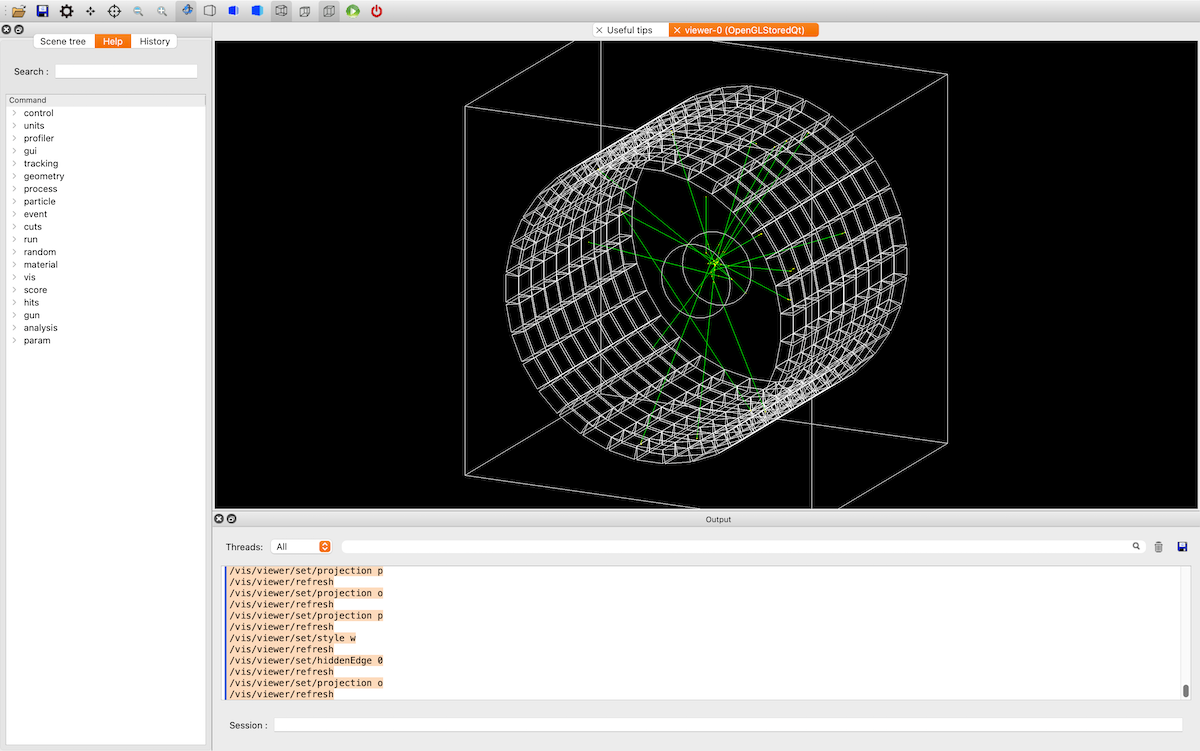 Useful tips
viewer-0 (OpenGLStoredQt)
Scene tree
Help
History
Search :
Command
control
units
profiler
gui
tracking
geometry
process
particle
event
cuts
run
random
material
vis
score
hits
gun
analysis
param
Output
Threads: All
/vis/viewer/set/projection p
/vis/viewer/refresh
/vis/viewer/set/projection o
/vis/viewer/refresh
/vis/viewer/set/projection p
/vis/viewer/refresh
/vis/viewer/set/style w
/vis/viewer/refresh
/vis/viewer/set/hiddenEdge 0
/vis/viewer/refresh
/vis/viewer/set/projection o
/vis/viewer/refresh
Session :